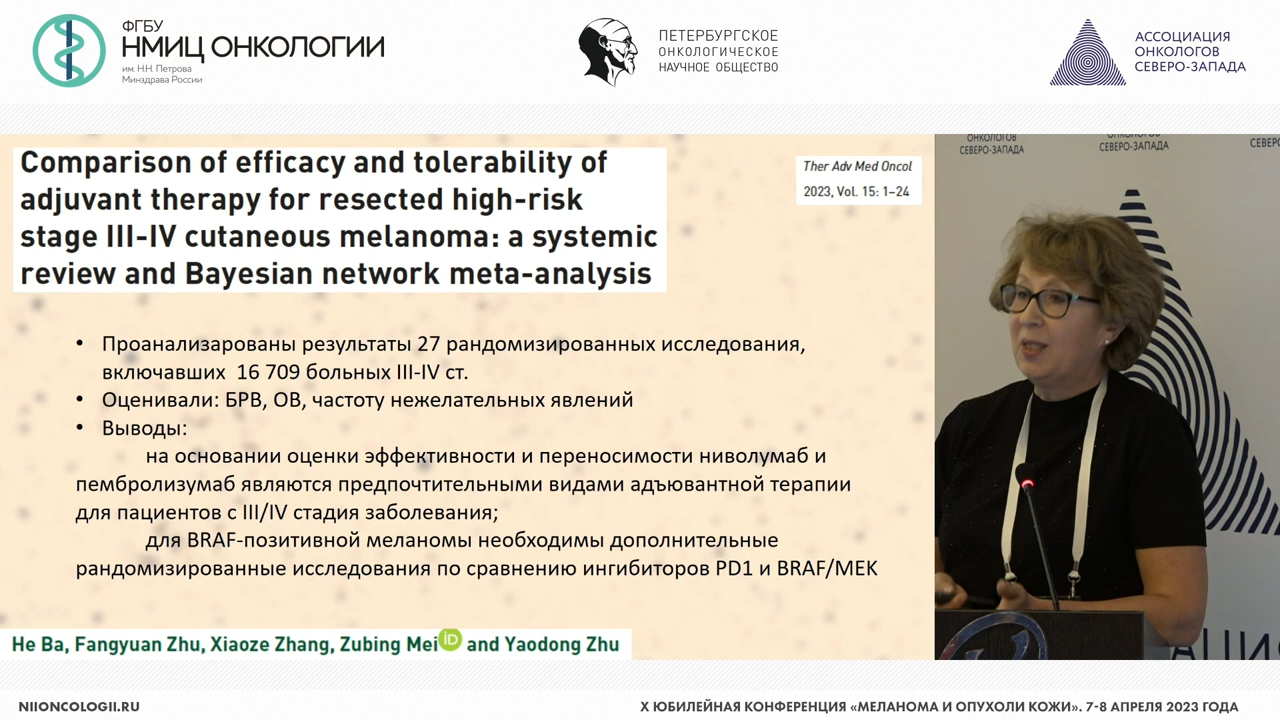 ФГБУ
НМИЦ ОНКОЛОГИИ
им. Н.Н. Петрова
Минздрава России
ПЕТЕРБУРГСКОЕ
ОНКОЛОГИЧЕСКОЕ
НАУЧНОЕ ОБЩЕСТВО
АССОЦИАЦИЯ
ОНКОЛОГОВ
СЕВЕРО-ЗАПАДА
Comparison of efficacy and tolerability of
adjuvant therapy for resected high-risk
stage III-IV cutaneous melanoma: a systemic
review and Bayesian network meta-analysis
Ther Adv Med Oncol
2023, Vol. 15: 1–24
• Проанализированы результаты 27 рандомизированных исследования,
включавших 16 709 больных III-IV ст.
• Оценивали: БРВ, ОВ, частоту нежелательных явлений
• Выводы:
на основании оценки эффективности и переносимости ниволумаб и
пембролизумаб являются предпочтительными видами адъювантной терапии
для пациентов с III/IV стадия заболевания;
для BRAF-позитивной меланомы необходимы дополнительные
рандомизированные исследования по сравнению ингибиторов PD1 и BRAF/MEK
He Ba, Fangyuan Zhu, Xiaoze Zhang, Zubing Mei iD and Yaodong Zhu
ОНКОЛОГОВ
СЕВЕРО-ЗАПАДА
ОНКОЛОГОВ
СЕВЕРО-ЗАПАДА
NIIONCOLOGII.RU
X ЮБИЛЕЙНАЯ КОНФЕРЕНЦИЯ «МЕЛАНОМА И ОПУХОЛИ КОЖИ». 7-8 АПРЕЛЯ 2023 ГОДА